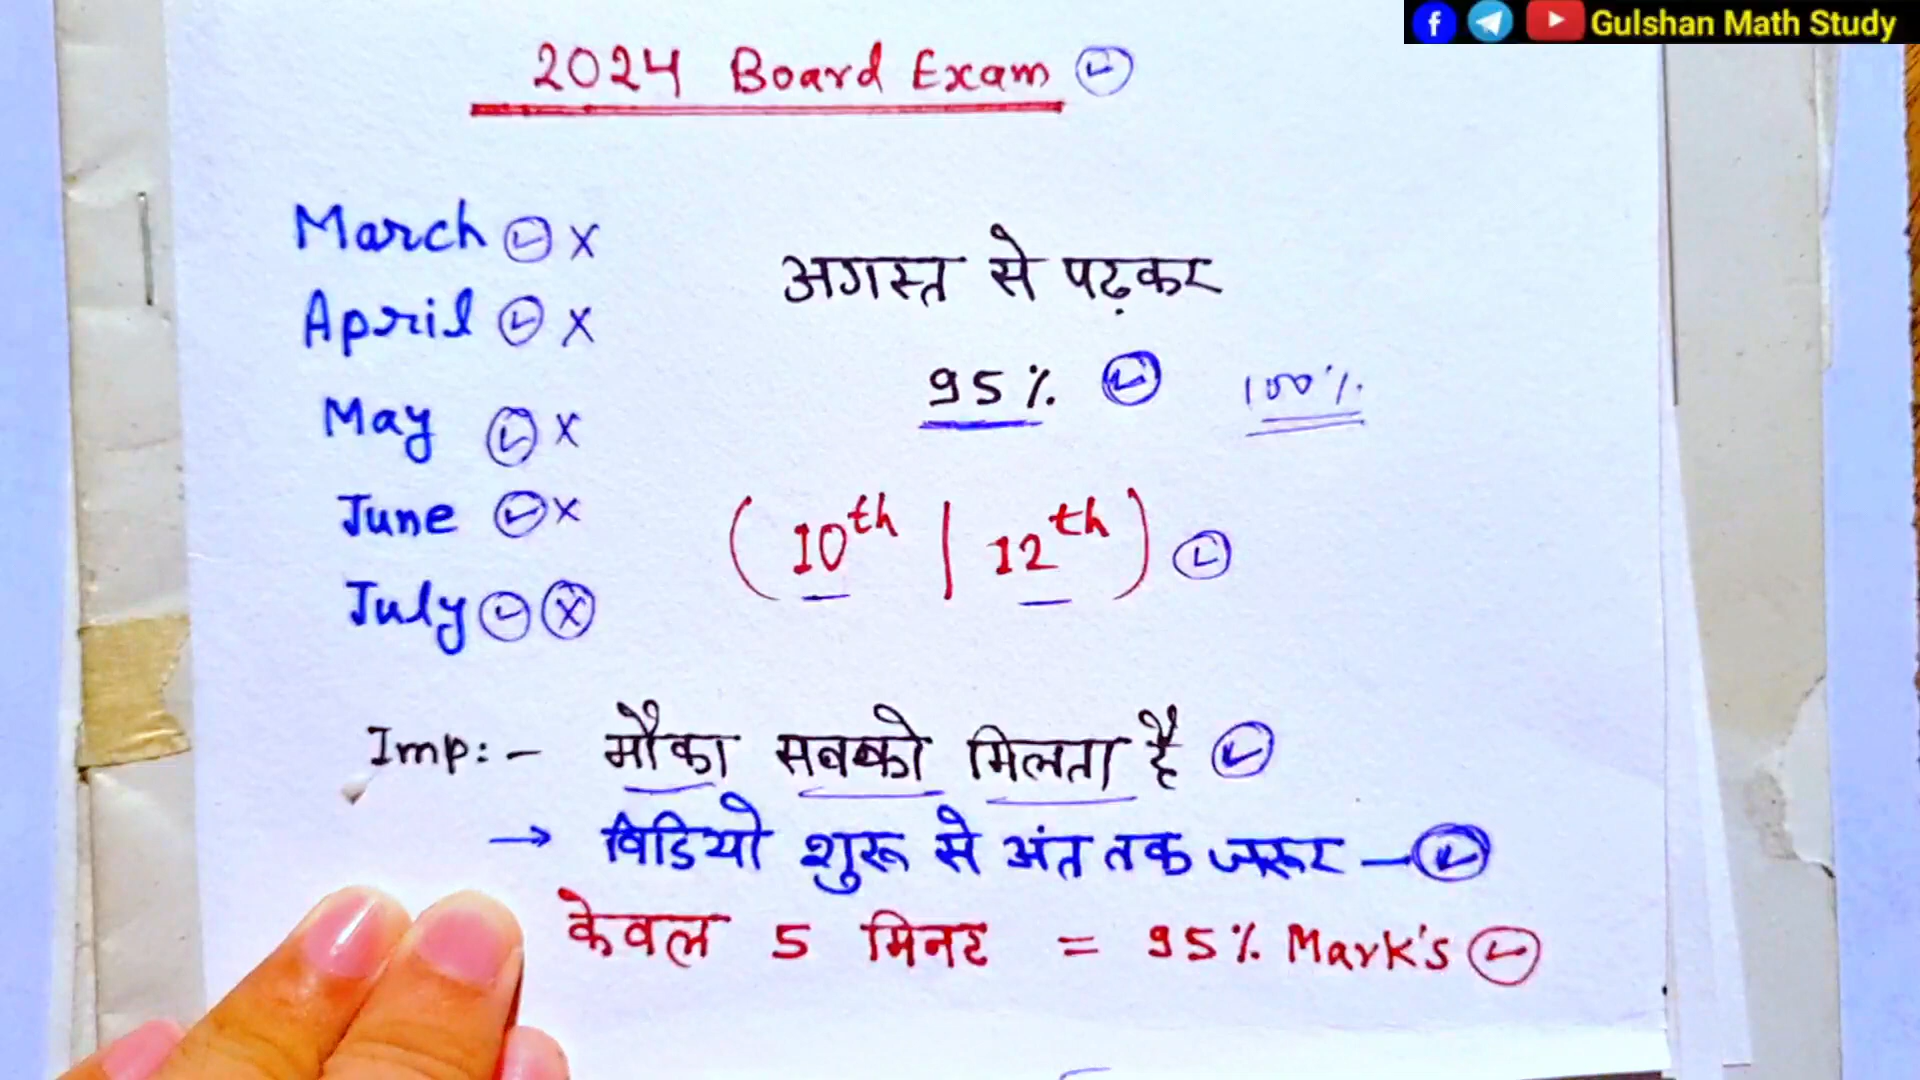 Gulshan Math Study
2024 Board Exam
March
April
May
June
July
अगस्त से पढ़कर
95% 100%
(10th | 12th)
Imp:- मौका सबको मिलता है
→ विडियो शुरू से अंत तक जरूर –
केवल 5 मिनट = 95% Mark's